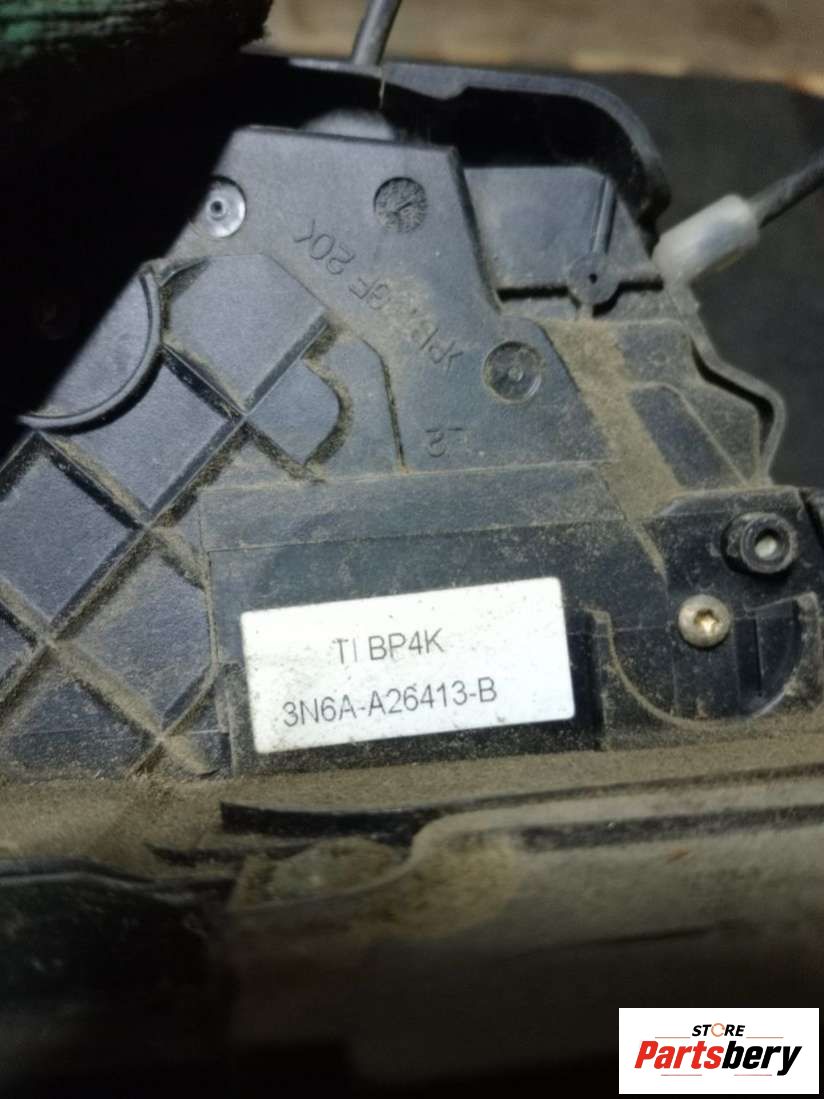 TI BP4K
3N6A-A26413-B
STORE
Partsbery